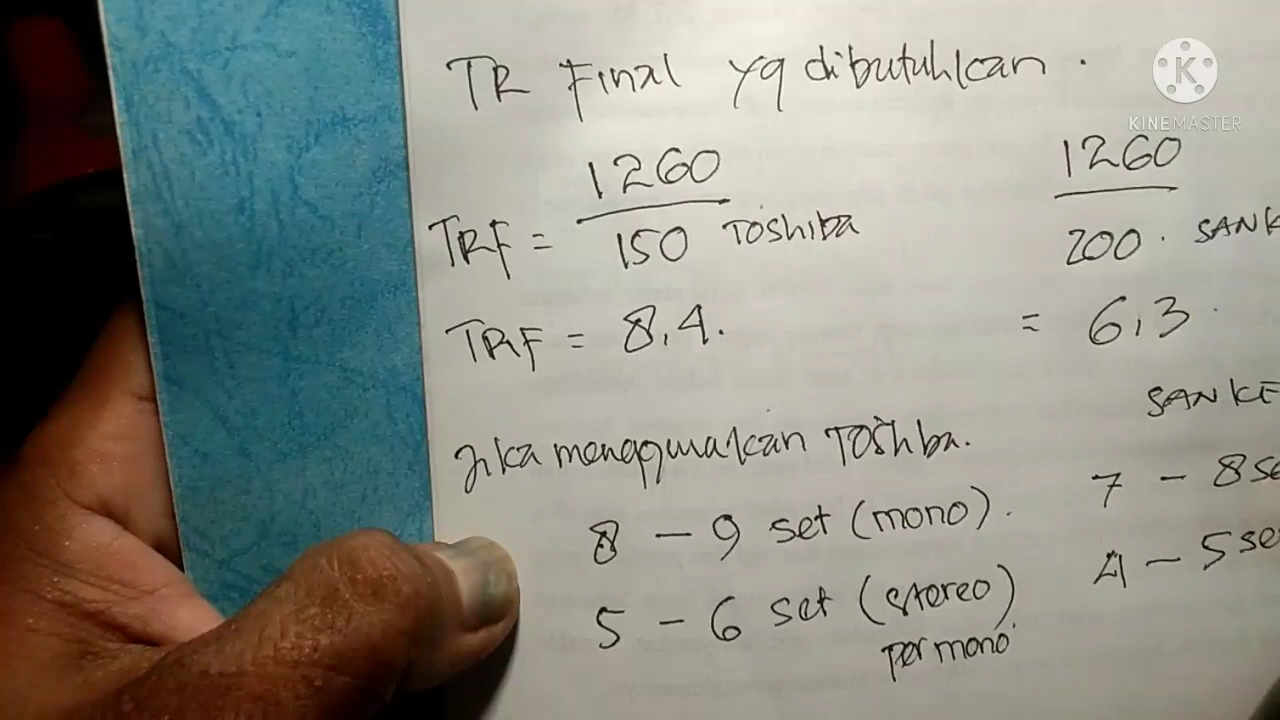 TR Final yg dibutuhkan.
K
KINEMASTER
TRF = 1260 / 150 Toshiba
1260 / 200. SANK
TRF = 8,4.
= 6,3.
SANKE
Jika menggunakan Toshiba.
8 - 9 set (mono).
7 - 8 se
5 - 6 set (stereo)
4 - 5 se
per mono